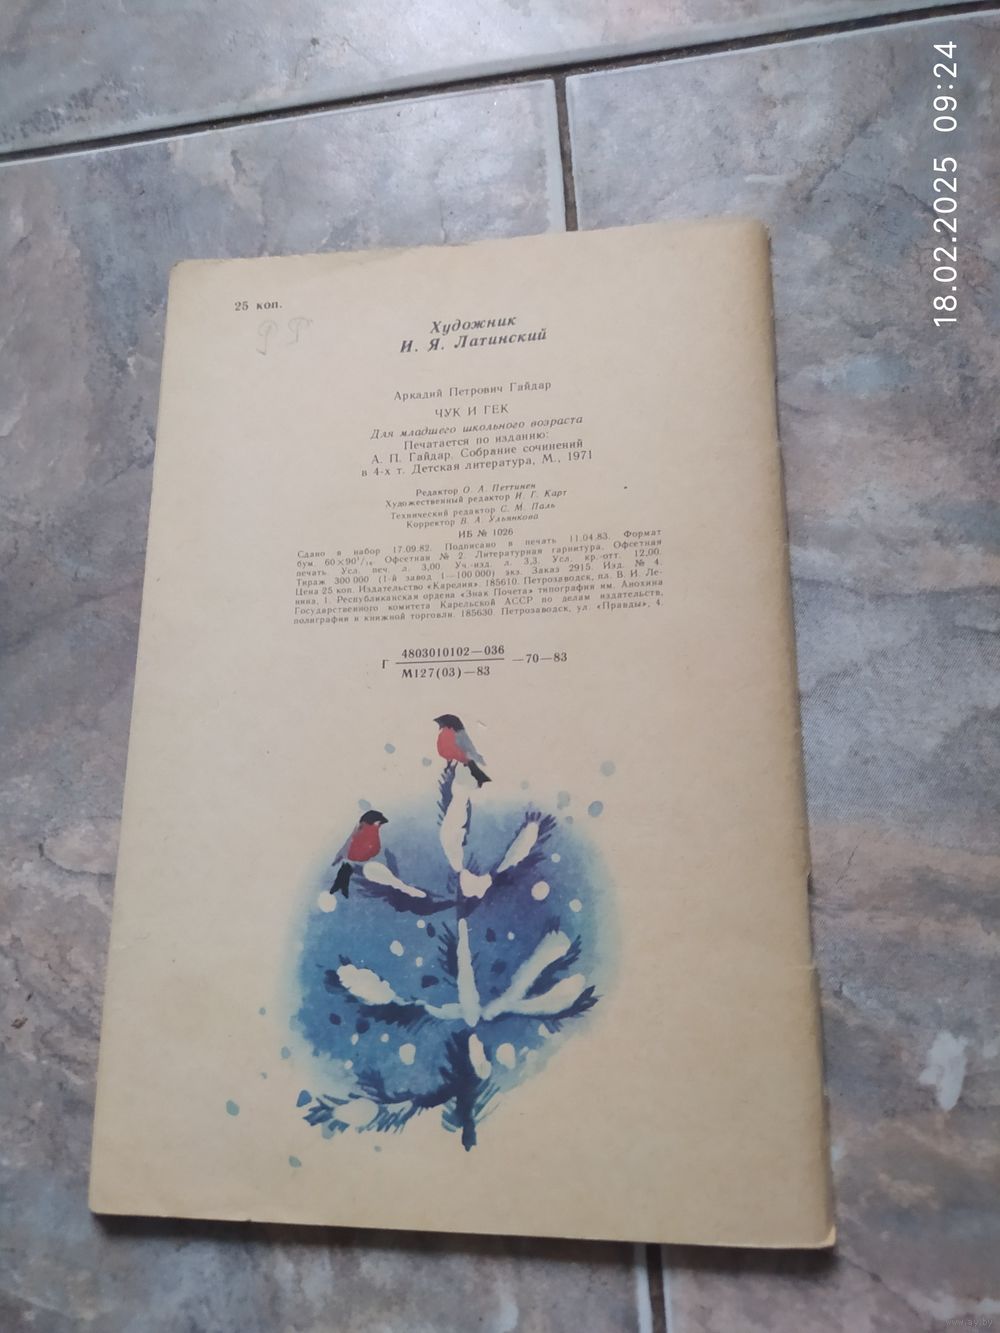 25 коп.
Художник
И. Я. Латинский
Аркадий Петрович Гайдар
ЧУК И ГЕК
Для младшего школьного возраста
Печатается по изданию:
А. П. Гайдар. Собрание сочинений
в 4-х т. Детская литература, М., 1971
Редактор О. А. Петтинен
Художественный редактор И. Г. Карт
Технический редактор С. М. Паль
Корректор В. А. Ульянкова
ИБ № 1026
Сдано в набор 17.09.82. Подписано в печать 11.04.83. Формат
бум. 60×90¹/₁₆. Офсетная № 2. Литературная гарнитура. Офсетная
печать. Усл. печ. л. 3,00. Уч.-изд. л. 3,3. Усл. кр.-отт. 12,00.
Тираж 300 000 (1-й завод 1—100 000) экз. Заказ 2915. Изд. № 4.
Цена 25 коп. Издательство «Карелия». 185610. Петрозаводск, пл. В. И. Ле-
нина, 1. Республиканская ордена «Знак Почета» типография им. Анохина
Государственного комитета Карельской АССР по делам издательств,
полиграфии и книжной торговли. 185630. Петрозаводск, ул. «Правды», 4.
Г 4803010102—036 —70—83
М127(03)—83
18.02.2025 09:24
www.ay.by